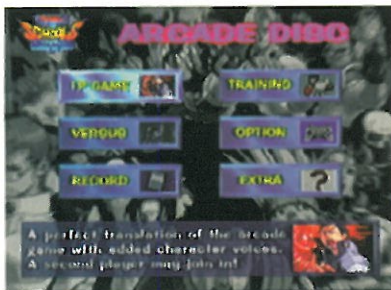 ARCADE DISC
1P GAME
TRAINING
VERSUS
OPTION
RECORD
EXTRA
?
A perfect translation of the arcade
game with added character voices.
A second player may join in!